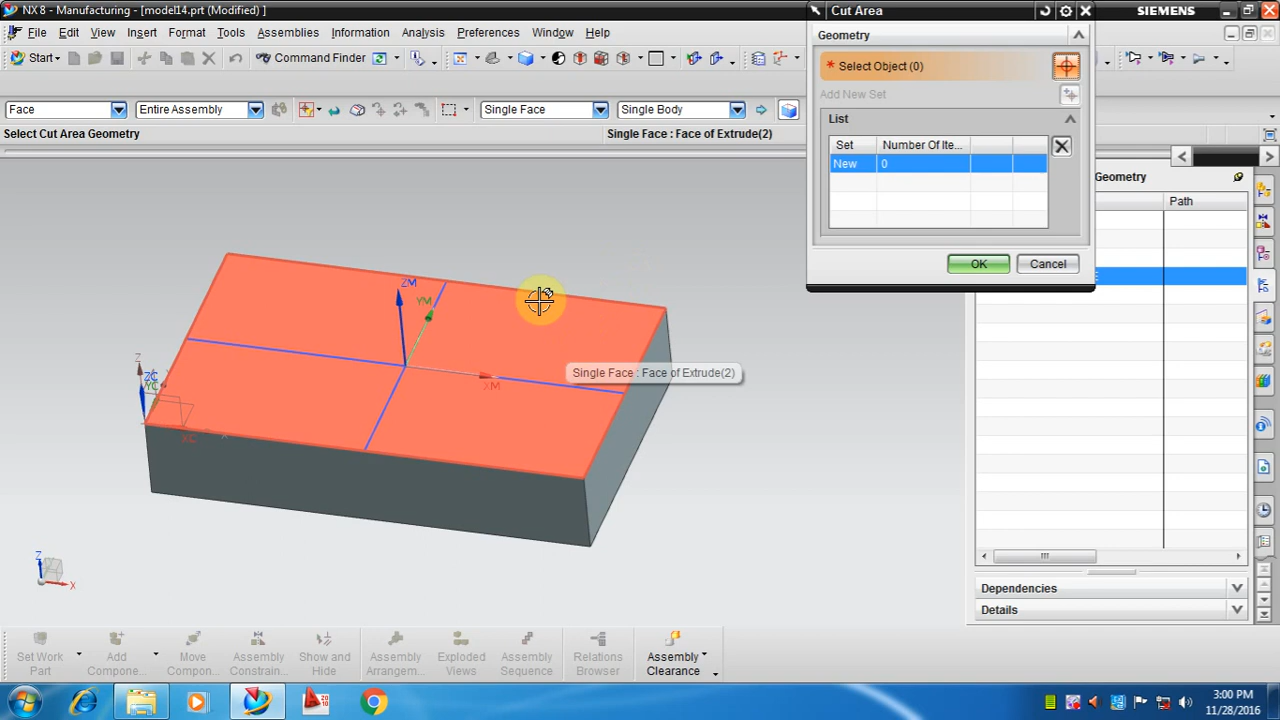 NX 8 - Manufacturing - [model14.prt (Modified) ]
SIEMENS
File Edit View Insert Format Tools Assemblies Information Analysis Preferences Window Help
Start Command Finder
Face Entire Assembly Single Face Single Body
Select Cut Area Geometry Single Face : Face of Extrude(2)
Cut Area
Geometry
* Select Object (0)
Add New Set
List
Set Number Of Ite...
New 0
OK Cancel
Geometry
Path
ZM
YM
XM
Single Face : Face of Extrude(2)
Z
ZC
YC
XC
Z
X
Dependencies
Details
Set Work Part
Add Compone...
Move Compon...
Assembly Constrain...
Show and Hide
Assembly Arrangem...
Exploded Views
Assembly Sequence
Relations Browser
Assembly Clearance
2010
3:00 PM
11/28/2016